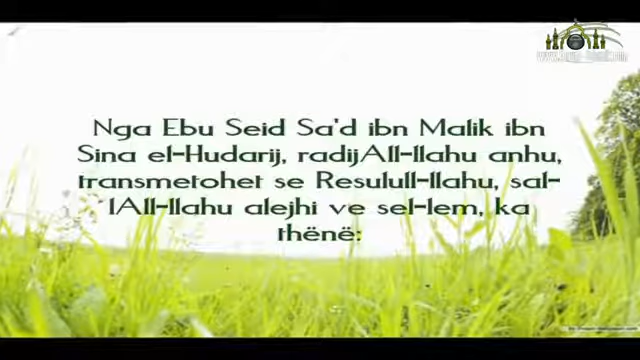 Nga Ebu Seid Sa'd ibn Malik ibn
Sina el-Hudarij, radijAll-llahu anhu,
transmetohet se Resulull-llahu, sal-
lAll-llahu alejhi ve sel-lem, ka
thënë: